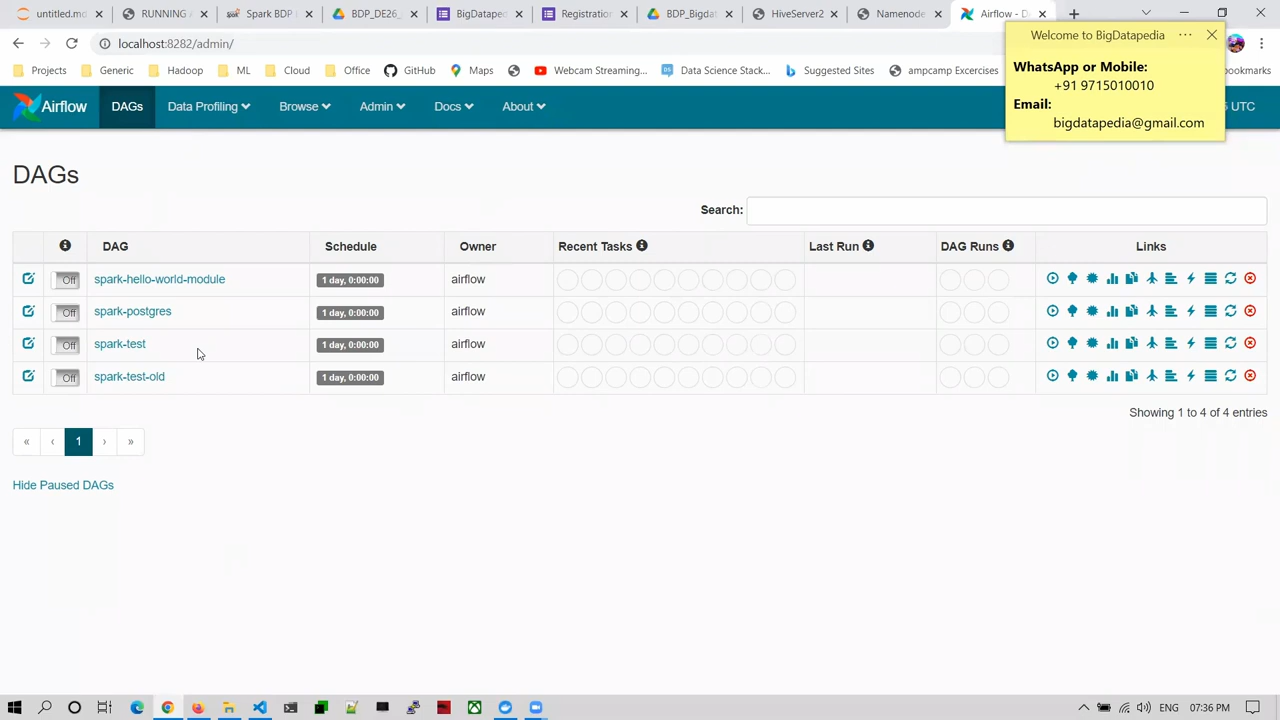 untitled.mo
RUNNING A
Spark BDP
BDP_DE26_
BigDatape
Registration
BDP_Bigdat
HiveServer2
Namenode
Airflow - D
localhost:8282/admin/
Projects
Generic
Hadoop
ML
Cloud
Office
GitHub
Maps
Webcam Streaming...
Data Science Stack...
Suggested Sites
ampcamp Excercises
ookmarks
Welcome to BigDatapedia
WhatsApp or Mobile:
+91 9715010010
Email:
bigdatapedia@gmail.com
Airflow
DAGs
Data Profiling
Browse
Admin
Docs
About
UTC
DAGs
Search:
DAG Schedule Owner Recent Tasks Last Run DAG Runs Links
Off spark-hello-world-module 1 day, 0:00:00 airflow
Off spark-postgres 1 day, 0:00:00 airflow
Off spark-test 1 day, 0:00:00 airflow
Off spark-test-old 1 day, 0:00:00 airflow
Showing 1 to 4 of 4 entries
« ‹ 1 › »
Hide Paused DAGs
ENG 07:36 PM